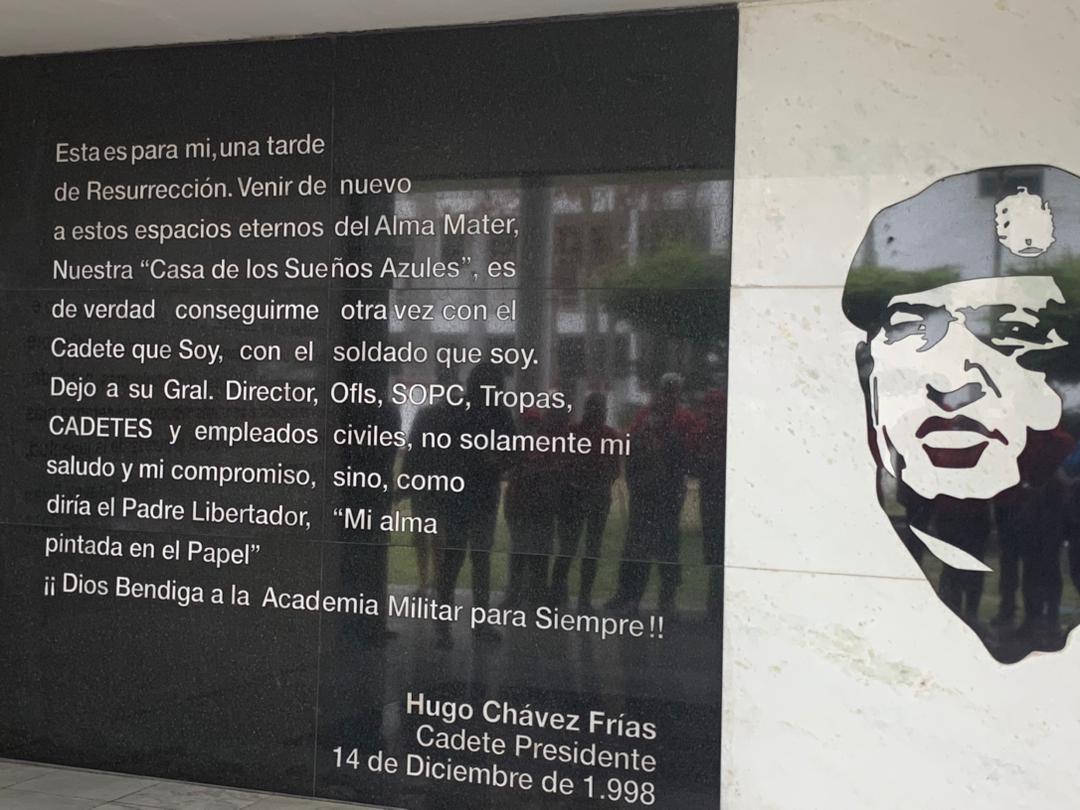 Esta es para mi, una tarde
de Resurrección. Venir de nuevo
a estos espacios eternos del Alma Mater,
Nuestra “Casa de los Sueños Azules”, es
de verdad conseguirme otra vez con el
Cadete que Soy, con el soldado que soy.
Dejo a su Gral. Director, Ofls, SOPC, Tropas,
CADETES y empleados civiles, no solamente mi
saludo y mi compromiso, sino, como
diría el Padre Libertador, “Mi alma
pintada en el Papel”
¡¡ Dios Bendiga a la Academia Militar para Siempre !!
Hugo Chávez Frías
Cadete Presidente
14 de Diciembre de 1.998